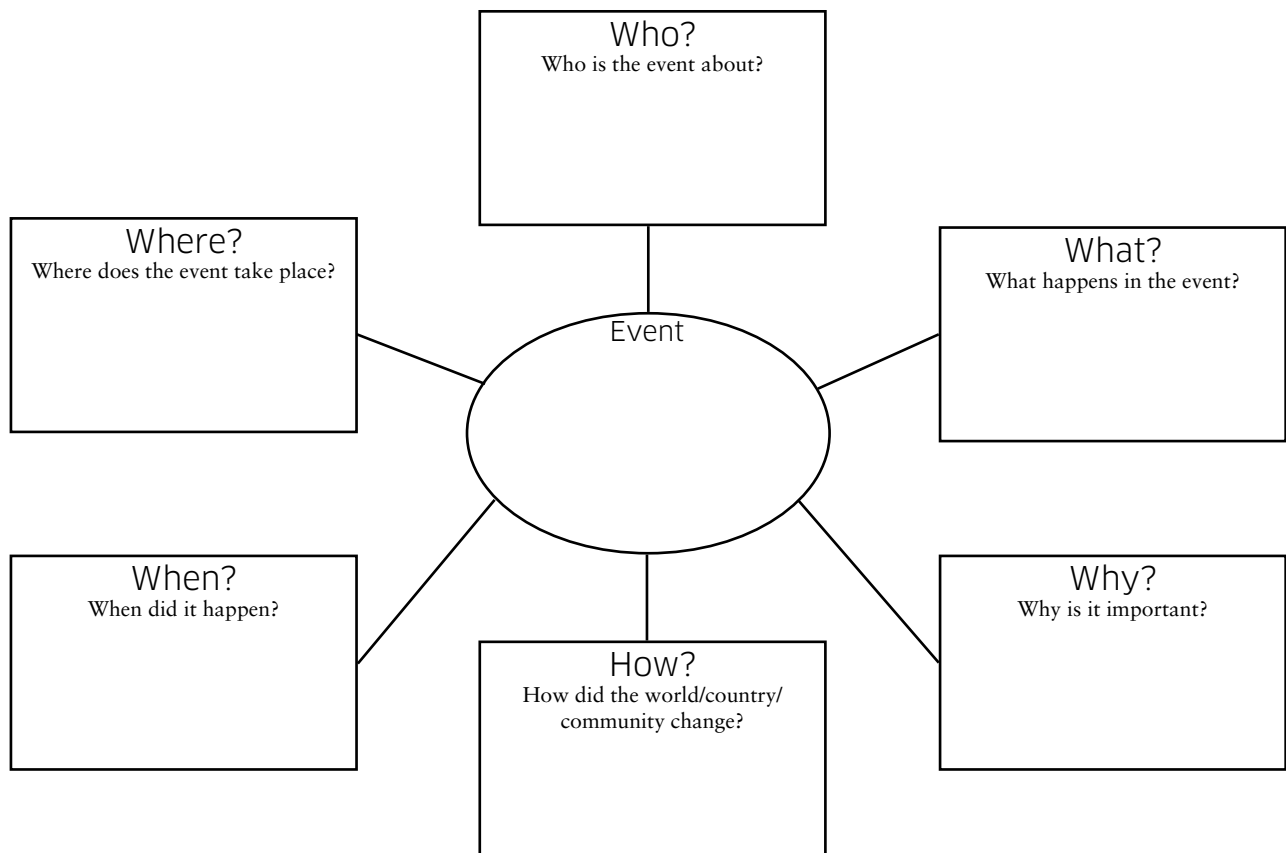 Who?
Who is the event about?
Where?
Where does the event take place?
What?
What happens in the event?
Event
When?
When did it happen?
Why?
Why is it important?
How?
How did the world/country/
community change?